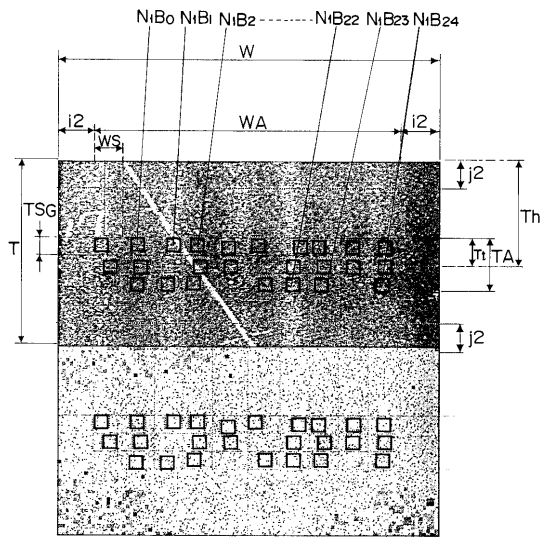 N1B0 N1B1 N1B2 ------- N1B22 N1B23 N1B24
W
i2 WA i2
WS
j2
TSG
T
Th
Tt TA
j2